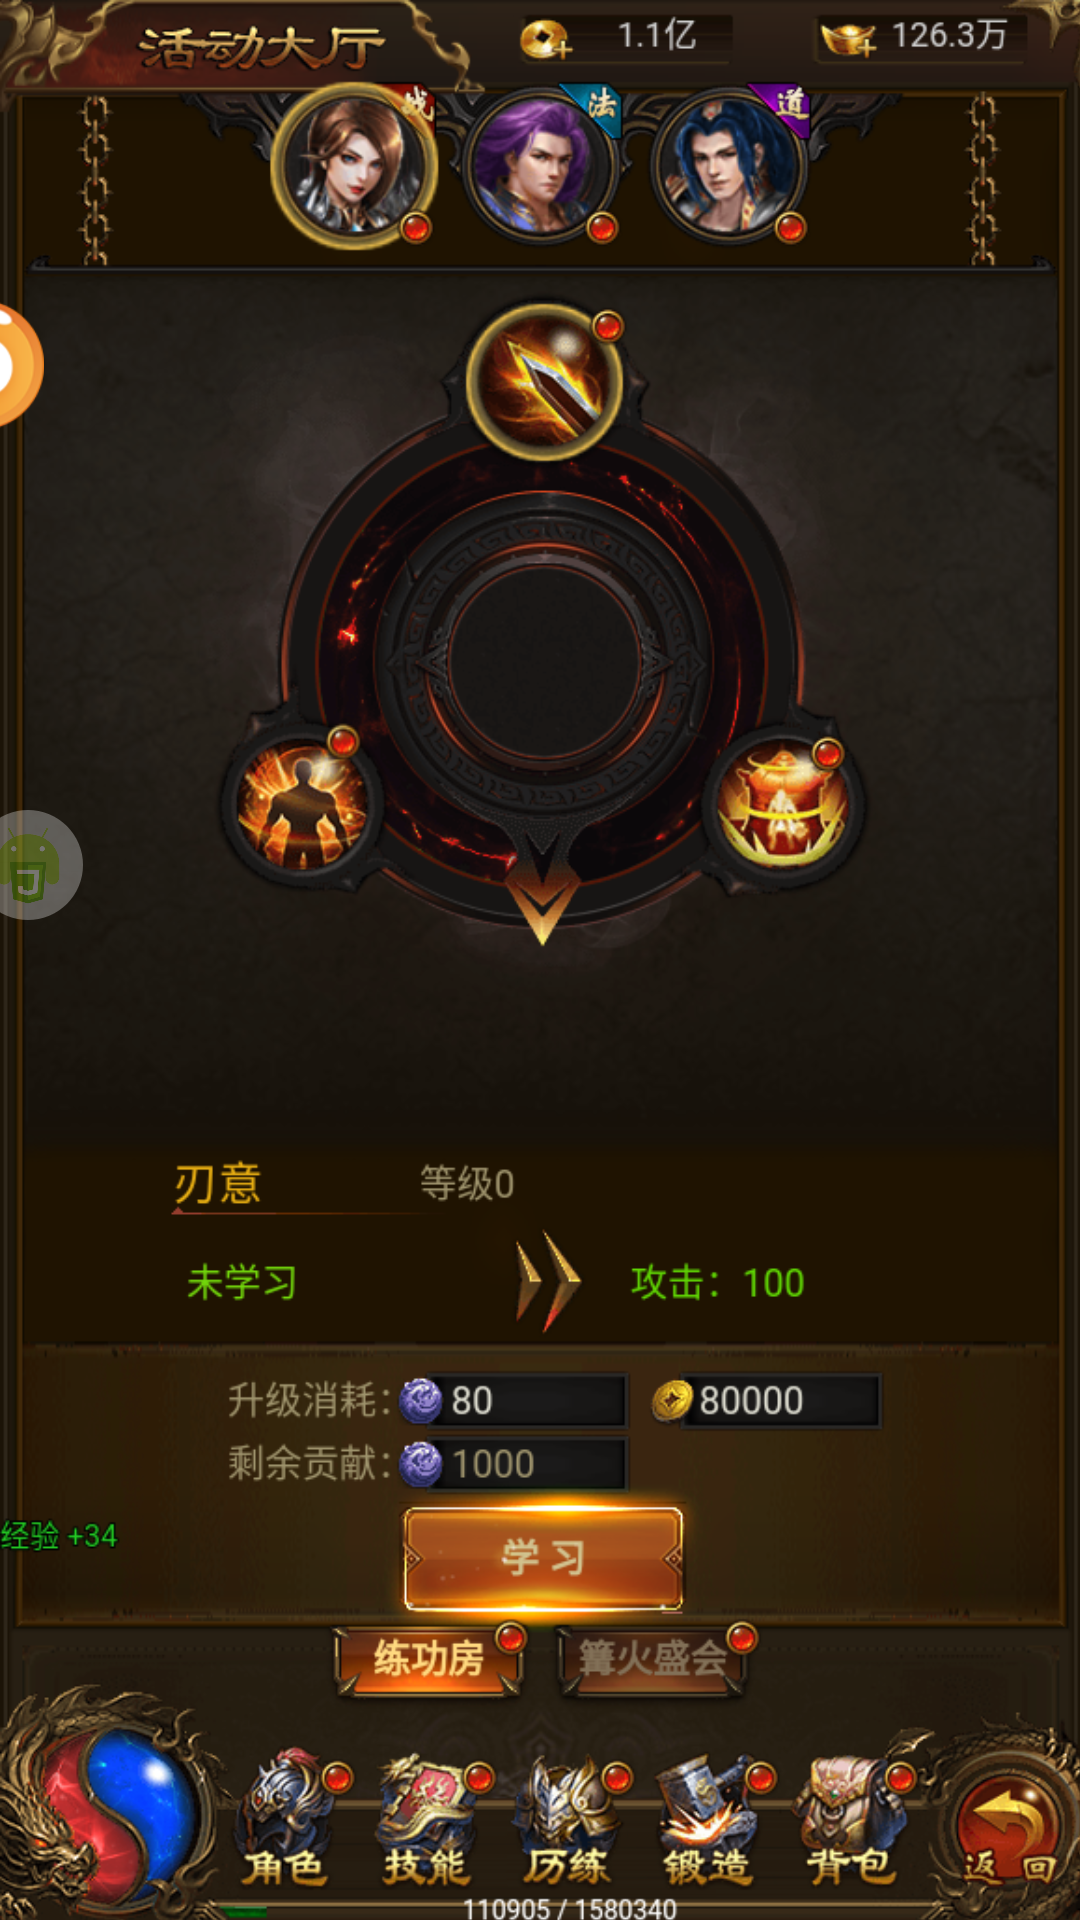 活动大厅
1.1亿
126.3万
战
法
道
刃意
等级0
未学习
攻击：100
升级消耗：
80
80000
剩余贡献：
1000
经验 +34
学 习
练功房
篝火盛会
角色
技能
历练
锻造
背包
返 回
110905 / 1580340